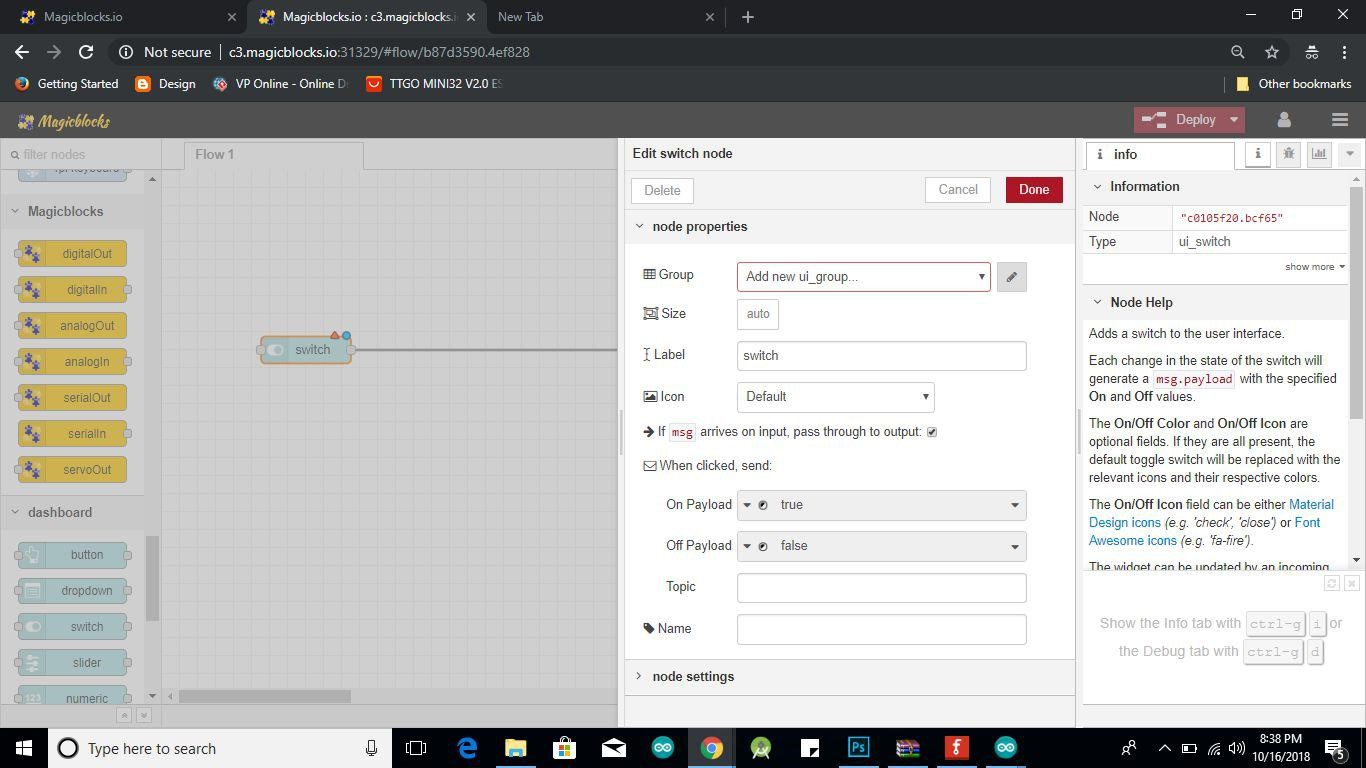 Magicblocks.io
Magicblocks.io : c3.magicblocks.i
New Tab
Not secure | c3.magicblocks.io:31329/#flow/b87d3590.4ef828
Getting Started
Design
VP Online - Online D
TTGO MINI32 V2.0 ES
Other bookmarks
Magicblocks
Deploy
filter nodes
Flow 1
Magicblocks
digitalOut
digitalIn
analogOut
analogIn
serialOut
serialIn
servoOut
dashboard
button
dropdown
switch
slider
123 numeric
switch
Edit switch node
Delete
Cancel
Done
node properties
Group
Add new ui_group...
Size
auto
Label
switch
Icon
Default
If msg arrives on input, pass through to output:
When clicked, send:
On Payload
true
Off Payload
false
Topic
Name
node settings
i info
i
Information
Node
"c0105f20.bcf65"
Type
ui_switch
show more
Node Help
Adds a switch to the user interface.
Each change in the state of the switch will
generate a msg.payload with the specified
On and Off values.
The On/Off Color and On/Off Icon are
optional fields. If they are all present, the
default toggle switch will be replaced with the
relevant icons and their respective colors.
The On/Off Icon field can be either Material
Design icons (e.g. 'check', 'close') or Font
Awesome icons (e.g. 'fa-fire').
The widget can be updated by an incoming
Show the Info tab with ctrl-g i or
the Debug tab with ctrl-g d
Type here to search
Ps
8:38 PM
10/16/2018
5